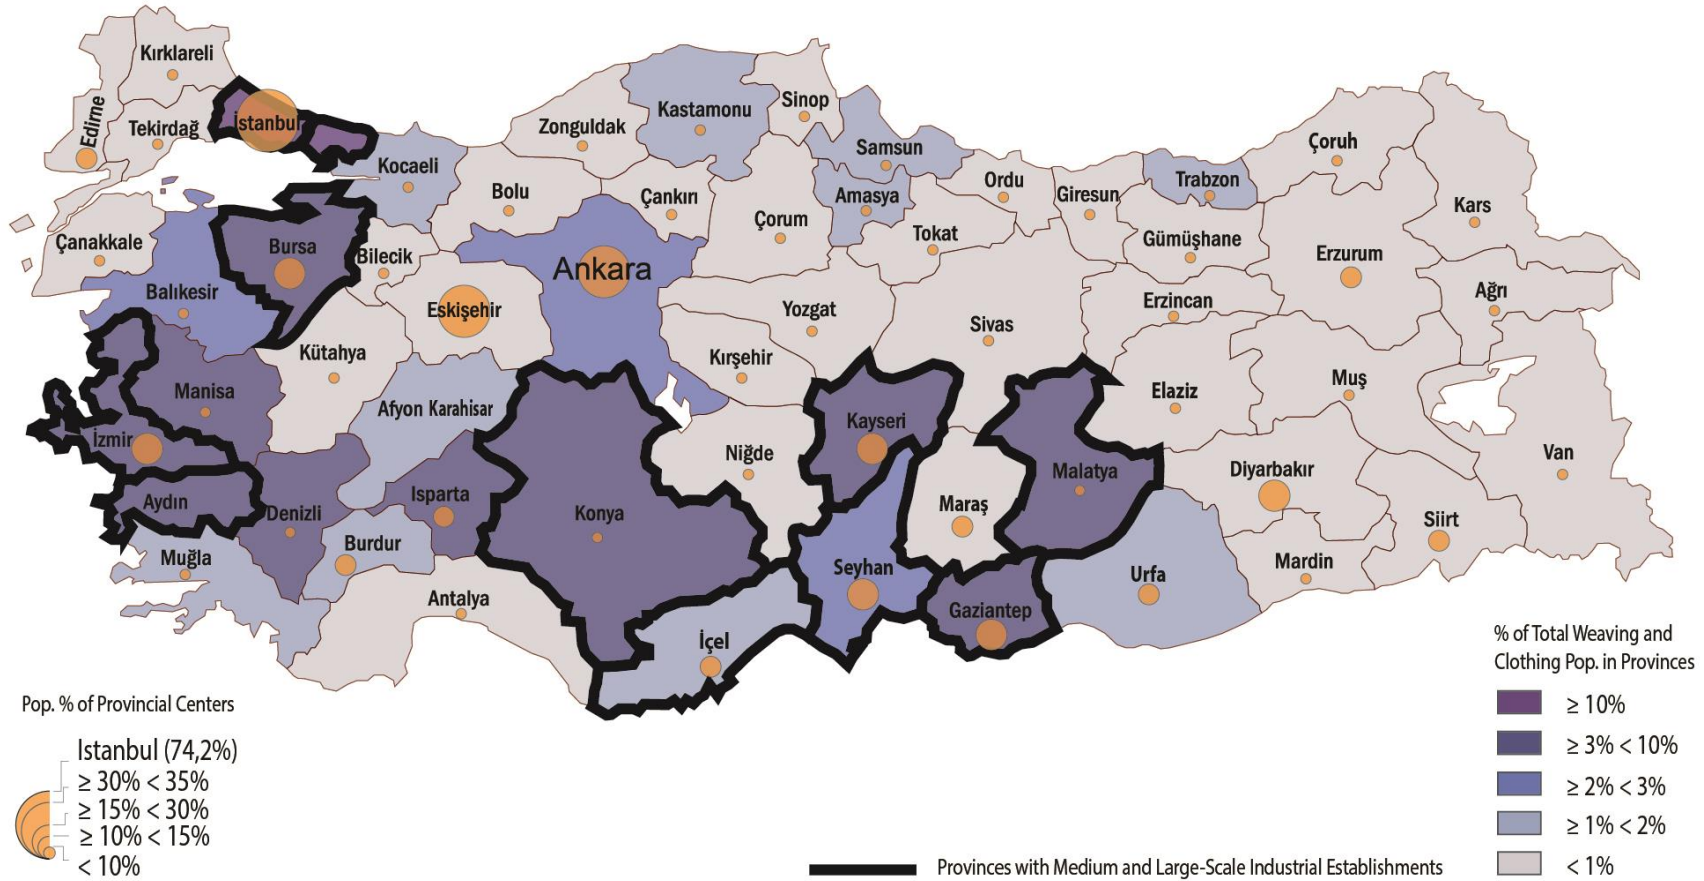 Kırklareli
Edirne
Tekirdağ
İstanbul
Kocaeli
Zonguldak
Kastamonu
Sinop
Samsun
Bolu
Çankırı
Amasya
Ordu
Giresun
Trabzon
Çoruh
Kars
Çanakkale
Bursa
Bilecik
Ankara
Çorum
Tokat
Gümüşhane
Erzurum
Ağrı
Balıkesir
Eskişehir
Yozgat
Sivas
Erzincan
Kütahya
Kırşehir
Elaziz
Muş
Manisa
Afyon Karahisar
Kayseri
İzmir
Niğde
Malatya
Diyarbakır
Van
Aydın
Denizli
Isparta
Konya
Maraş
Siirt
Muğla
Burdur
Seyhan
Urfa
Mardin
Antalya
Gaziantep
İçel
Pop. % of Provincial Centers
Istanbul (74,2%)
≥ 30% < 35%
≥ 15% < 30%
≥ 10% < 15%
< 10%
% of Total Weaving and
Clothing Pop. in Provinces
≥ 10%
≥ 3% < 10%
≥ 2% < 3%
≥ 1% < 2%
< 1%
Provinces with Medium and Large-Scale Industrial Establishments